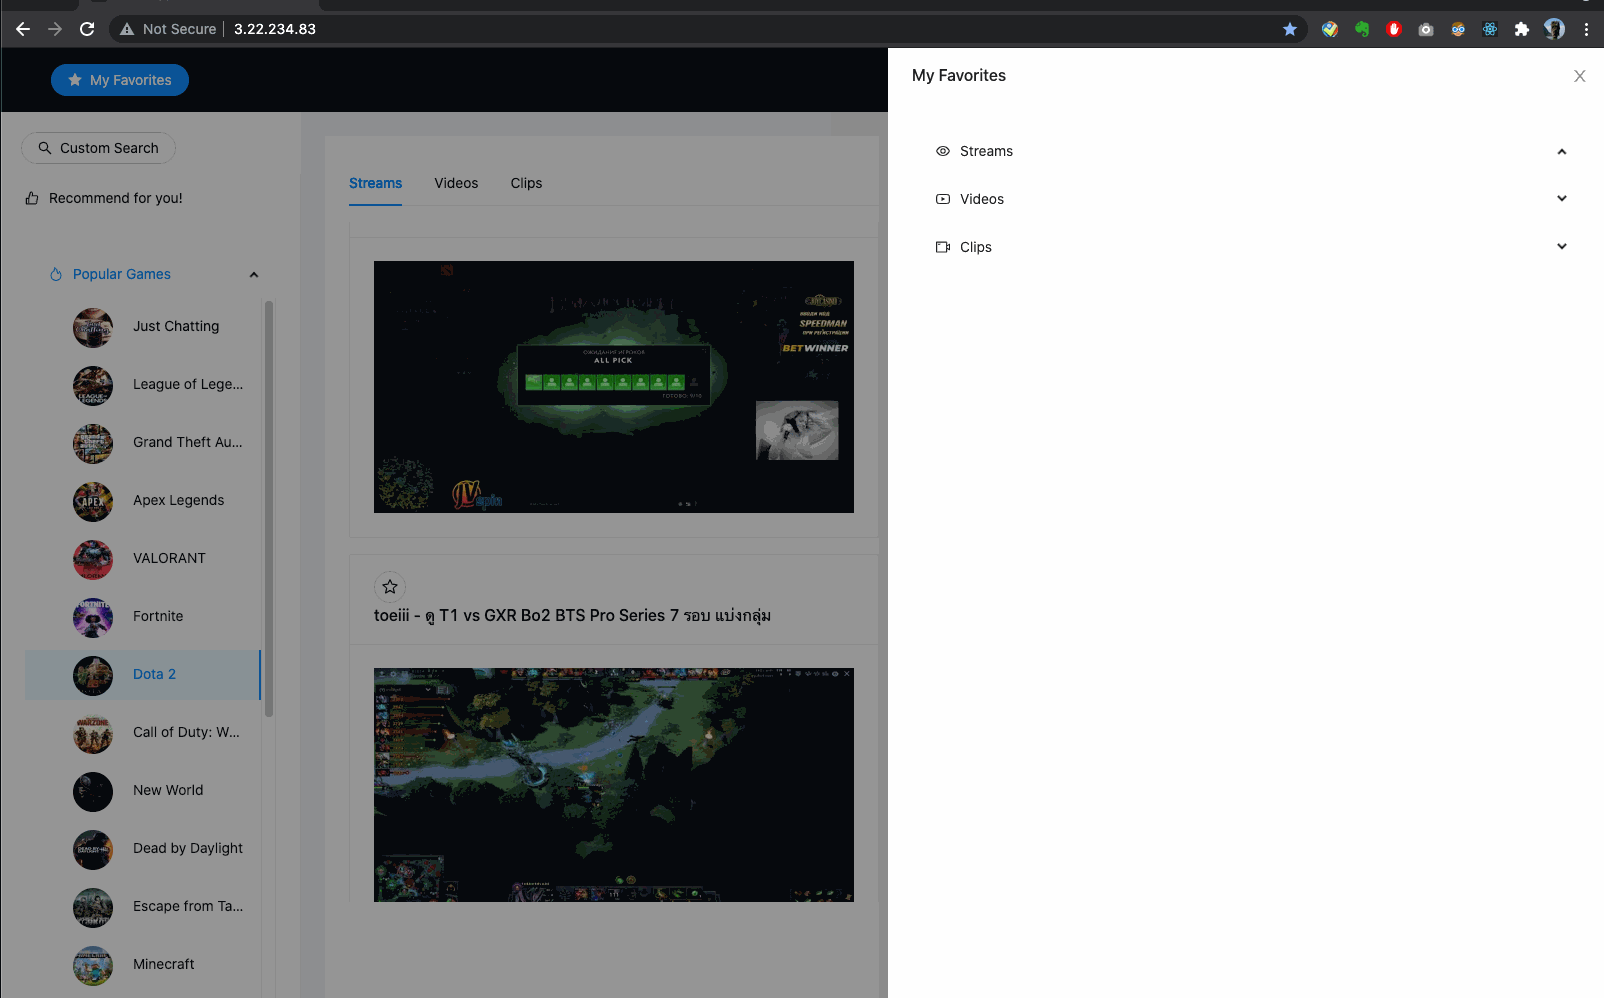 Not Secure
3.22.234.83
My Favorites
Custom Search
Recommend for you!
Popular Games
Just Chatting
League of Lege...
Grand Theft Au...
Apex Legends
VALORANT
Fortnite
Dota 2
Call of Duty: W...
New World
Dead by Daylight
Escape from Ta...
Minecraft
Streams
Videos
Clips
SPEEDMAN
BETWINNER
ОЖИДАНИЯ ИГРОКОВ
ALL PICK
toeiii - ดู T1 vs GXR Bo2 BTS Pro Series 7 รอบ แบ่งกลุ่ม
My Favorites
Streams
Videos
Clips